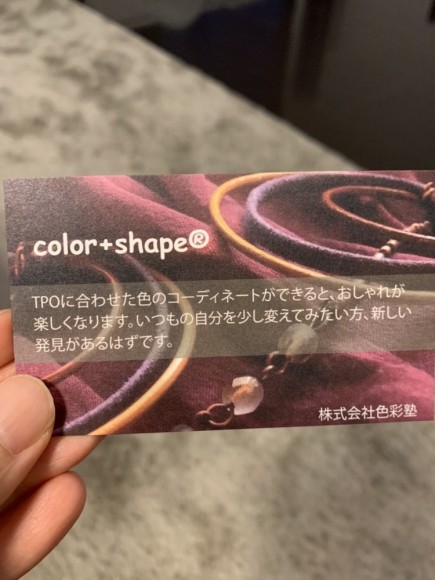 color+shape®
TPOに合わせた色のコーディネートができると、おしゃれが
楽しくなります。いつもの自分を少し変えてみたい方、新しい
発見があるはずです。
株式会社色彩塾